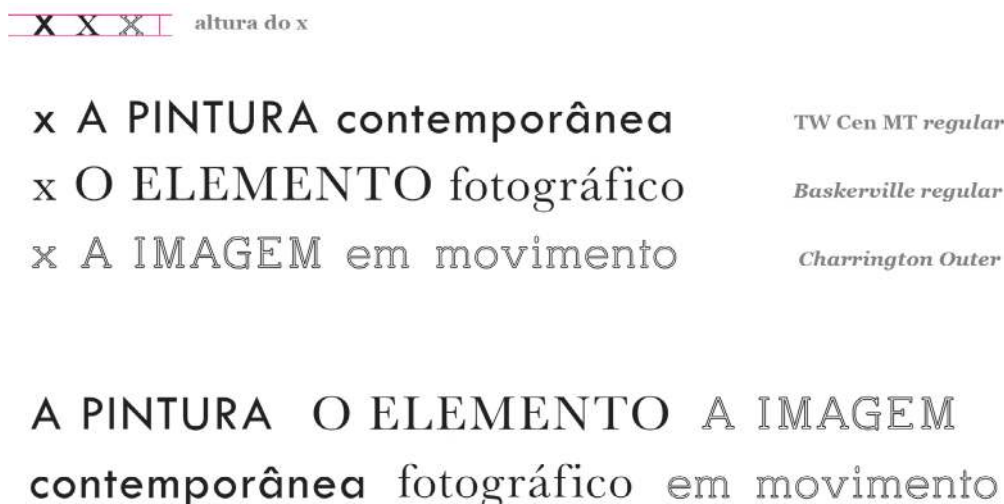 x x x altura do x
x A PINTURA contemporânea TW Cen MT regular
x O ELEMENTO fotográfico Baskerville regular
x A IMAGEM em movimento Charrington Outer
A PINTURA O ELEMENTO A IMAGEM
contemporânea fotográfico em movimento